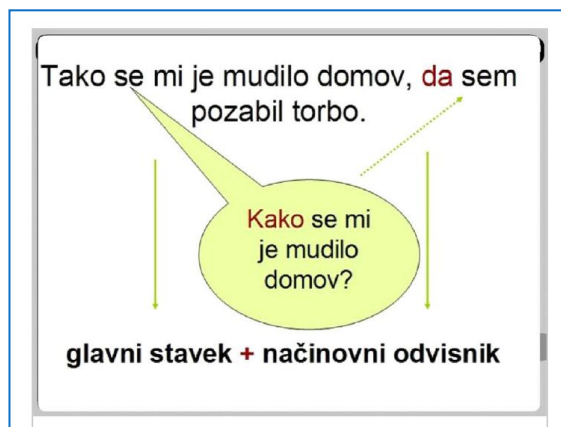 Tako se mi je mudilo domov, da sem
pozabil torbo.
Kako se mi
je mudilo
domov?
glavni stavek + načinovni odvisnik